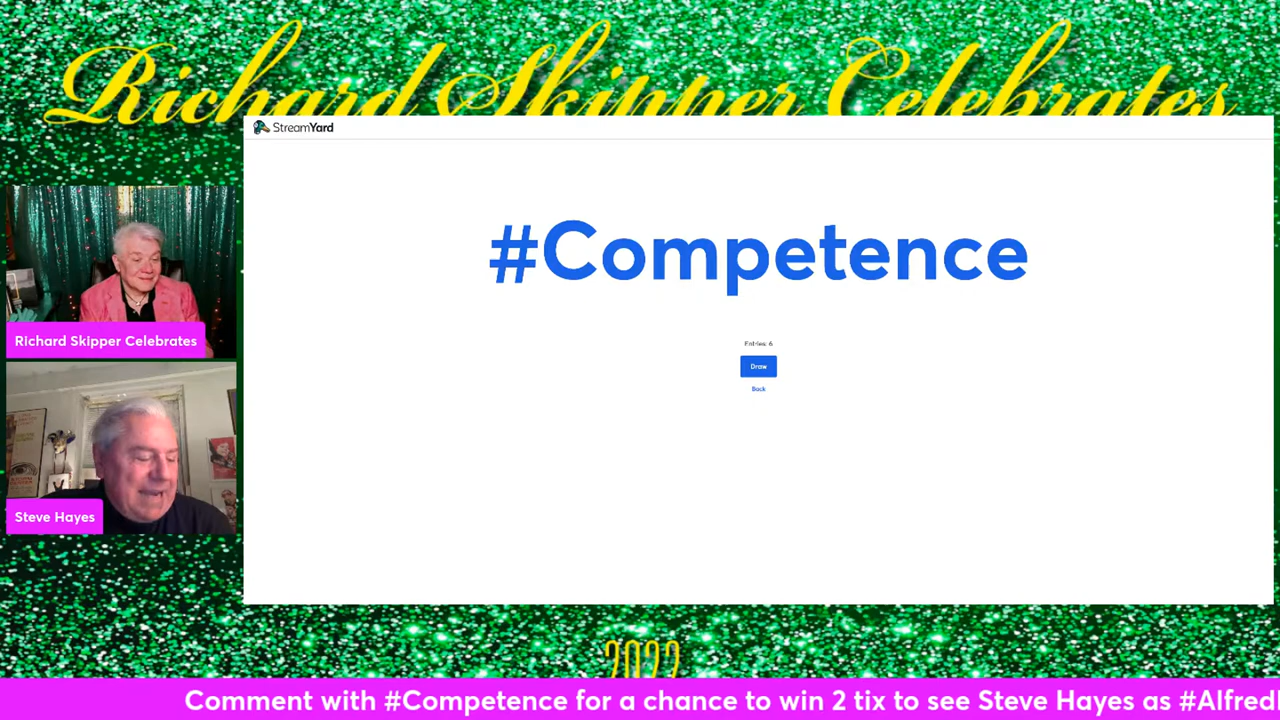 Richard Skipper Celebrates
StreamYard
#Competence
Entries: 6
Draw
Back
Richard Skipper Celebrates
Steve Hayes
2022
Comment with #Competence for a chance to win 2 tix to see Steve Hayes as #Alfred